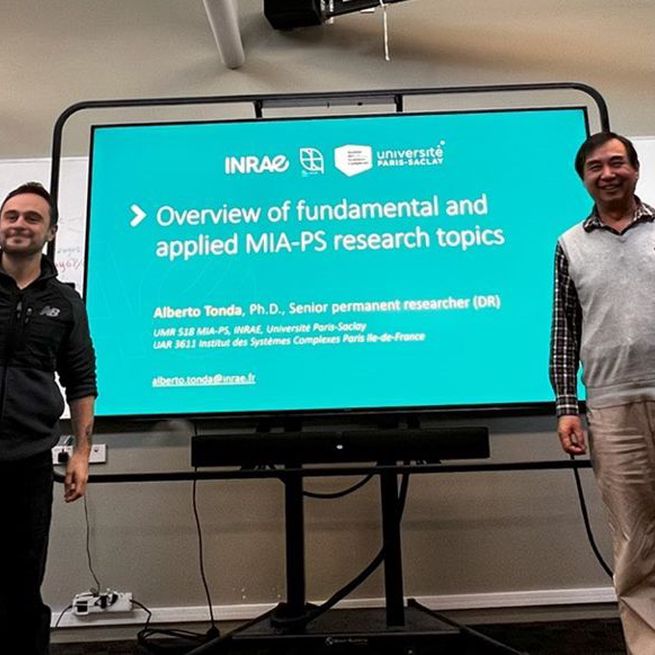 INRAE
université
PARIS-SACLAY
Overview of fundamental and
applied MIA-PS research topics
Alberto Tonda, Ph.D., Senior permanent researcher (DR)
UMR 518 MIA-PS, INRAE, Université Paris-Saclay
UAR 3611 Institut des Systèmes Complexes Paris île-de-France
alberto.tonda@inrae.fr